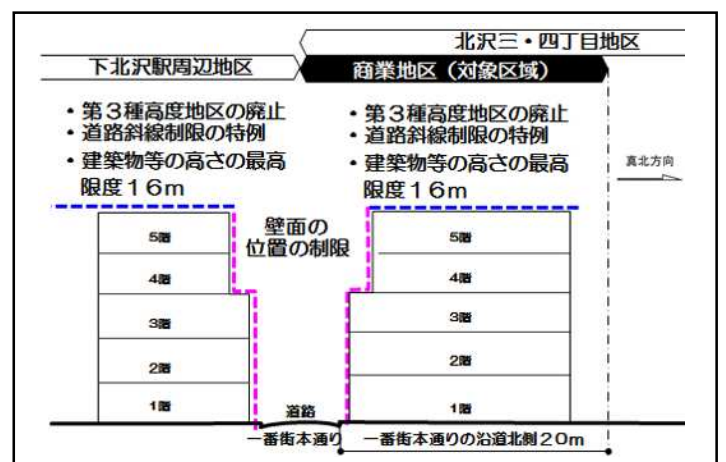 北沢三・四丁目地区
下北沢駅周辺地区
商業地区（対象区域）
・第３種高度地区の廃止
・道路斜線制限の特例
・建築物等の高さの最高
限度１６ｍ
・第３種高度地区の廃止
・道路斜線制限の特例
・建築物等の高さの最高
限度１６ｍ
真北方向
壁面の
位置の制限
5階
4階
3階
2階
1階
5階
4階
3階
2階
1階
道路
一番街本通り
一番街本通りの沿道北側２０ｍ